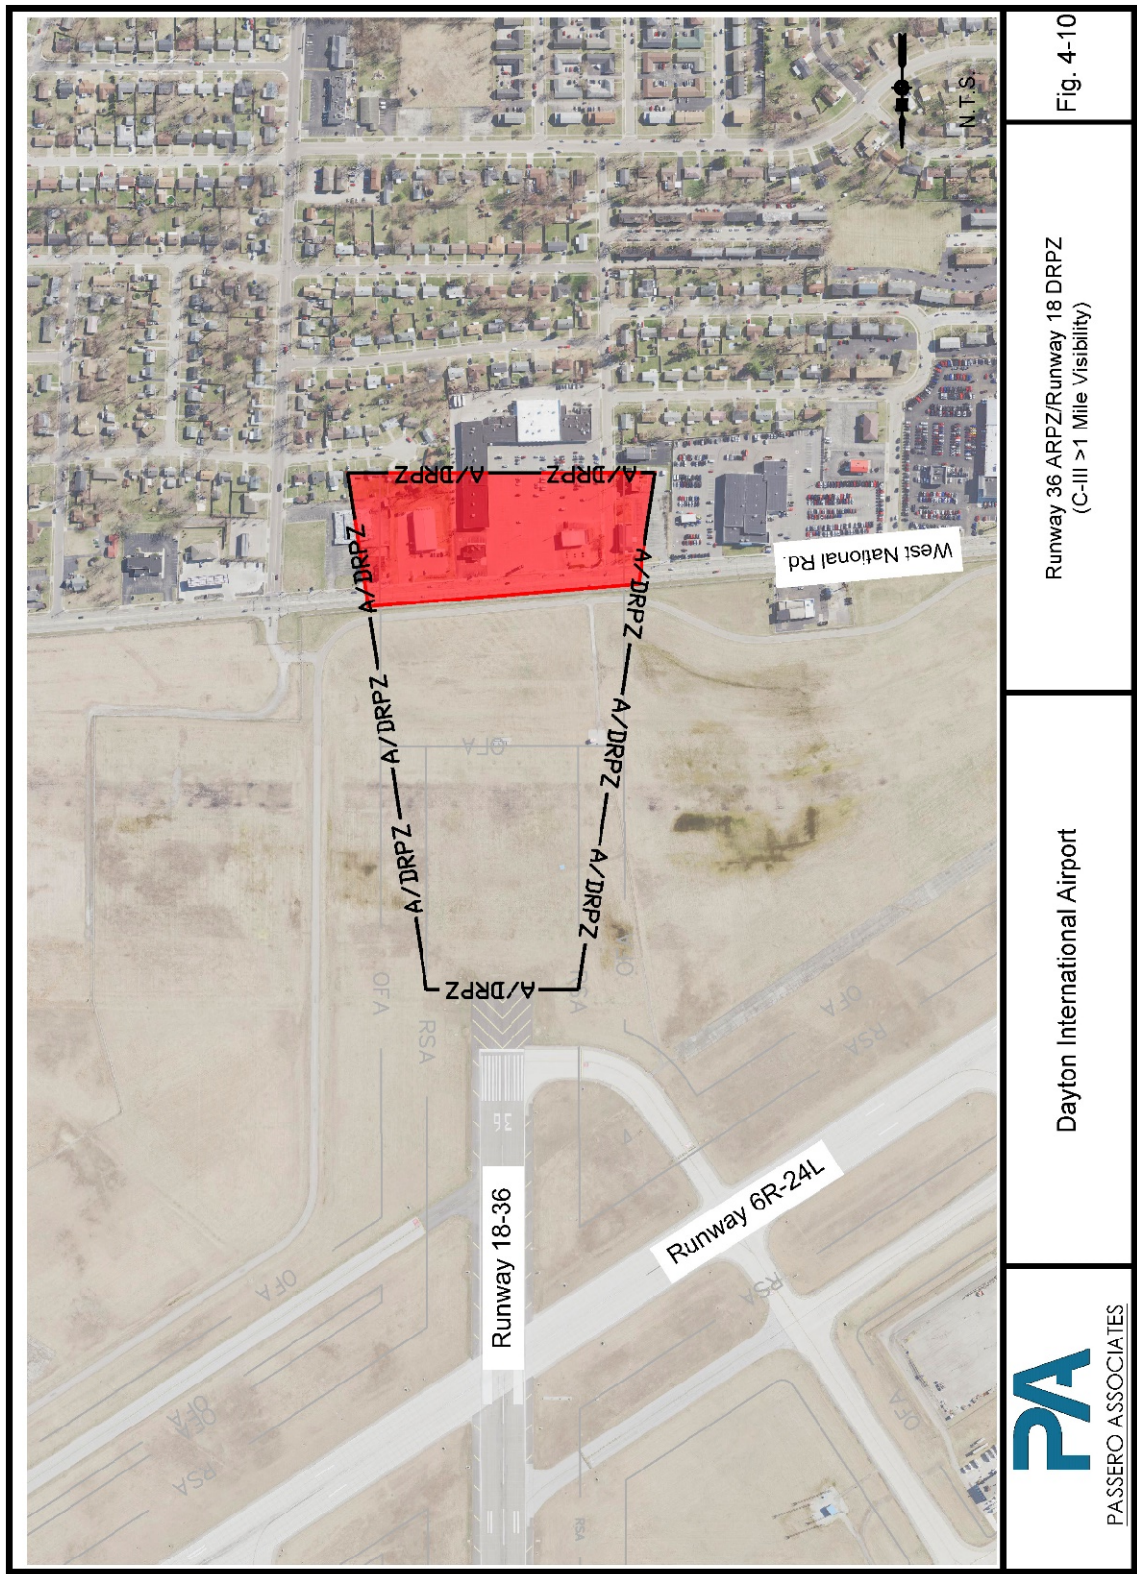 Fig. 4-10
Runway 36 ARPZ/Runway 18 DRPZ
(C-III >1 Mile Visibility)
Dayton International Airport
PA
PASSERO ASSOCIATES
N.T.S.
A/DRPZ
A/DRPZ
A/DRPZ
A/DRPZ
A/DRPZ
A/DRPZ
West National Rd.
A/DRPZ
A/DRPZ
A/DRPZ
OFA
A/DRPZ
A/DRPZ
A/DRPZ
OFA
RSA
RSA
OFA
RSA
36
Runway 18-36
Runway 6R-24L
OFA
RSA
OFA
OFA
RSA
OFA
RSA